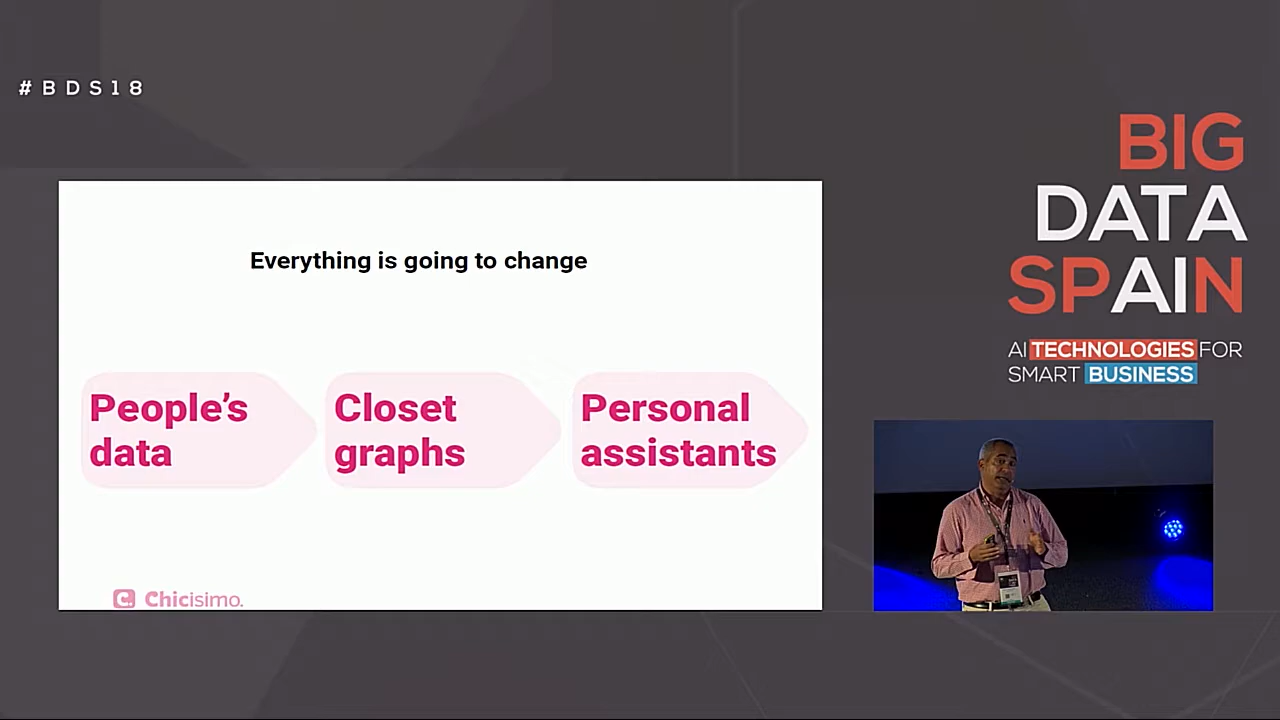 #BDS18
BIG
DATA
SPAIN
AI TECHNOLOGIES FOR
SMART BUSINESS
Everything is going to change
People's
data
Closet
graphs
Personal
assistants
Chicisimo.